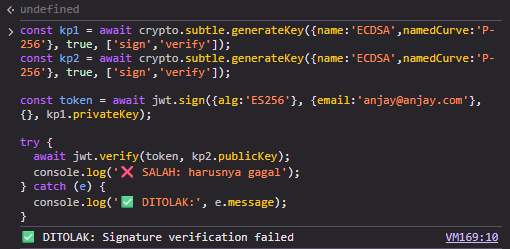 undefined
const kp1 = await crypto.subtle.generateKey({name:'ECDSA',namedCurve:'P-
256'}, true, ['sign','verify']);
const kp2 = await crypto.subtle.generateKey({name:'ECDSA',namedCurve:'P-
256'}, true, ['sign','verify']);
const token = await jwt.sign({alg:'ES256'}, {email:'anjay@anjay.com'},
{}, kp1.privateKey);
try {
  await jwt.verify(token, kp2.publicKey);
  console.log('❌ SALAH: harusnya gagal');
} catch (e) {
  console.log('✅ DITOLAK:', e.message);
}
✅ DITOLAK: Signature verification failed VM169:10